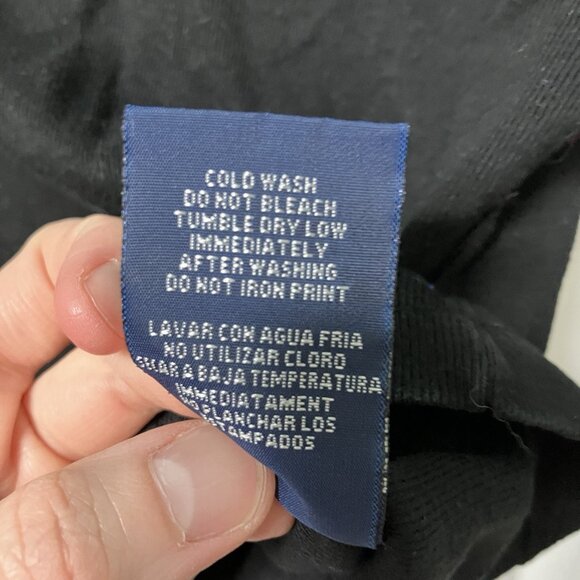 COLD WASH
DO NOT BLEACH
TUMBLE DRY LOW
IMMEDIATELY
AFTER WASHING
DO NOT IRON PRINT
LAVAR CON AGUA FRIA
NO UTILIZAR CLORO
A BAJA TEMPERATURA
IMMEDIATAMENT
PLANCHAR LOS